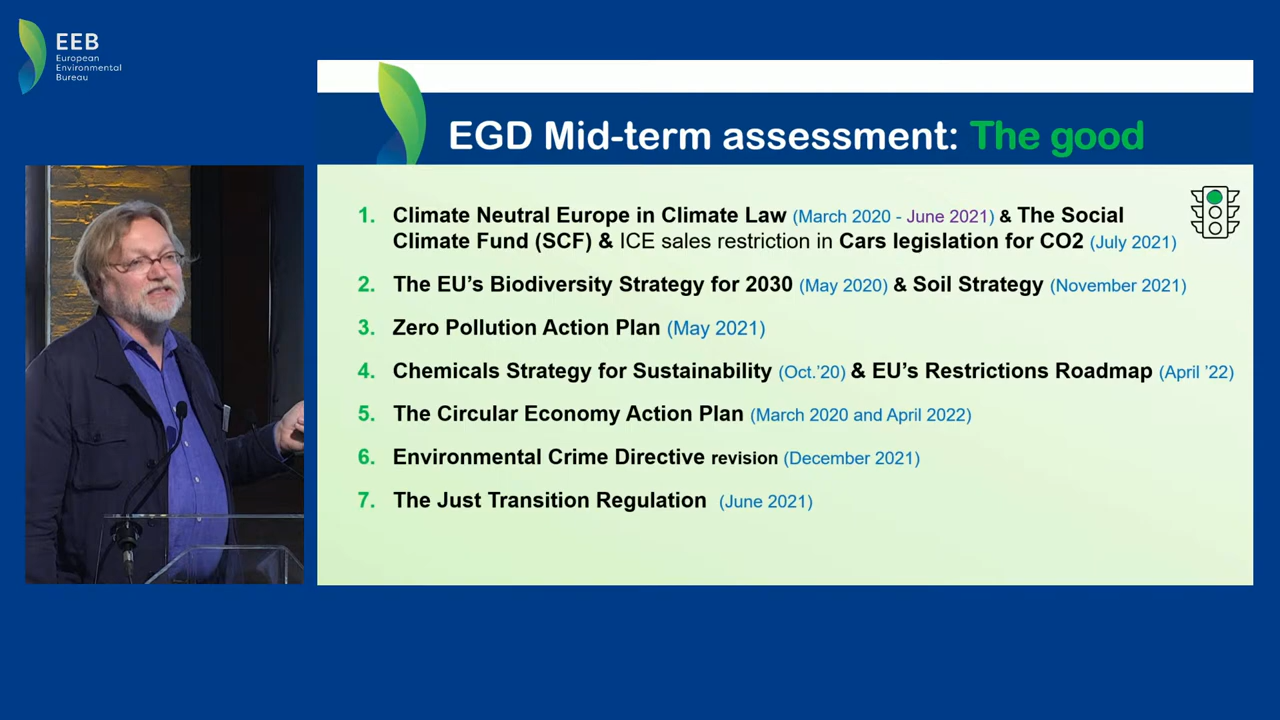 EEB
European
Environmental
Bureau
EGD Mid-term assessment: The good
1. Climate Neutral Europe in Climate Law (March 2020 - June 2021) & The Social
Climate Fund (SCF) & ICE sales restriction in Cars legislation for CO2 (July 2021)
2. The EU’s Biodiversity Strategy for 2030 (May 2020) & Soil Strategy (November 2021)
3. Zero Pollution Action Plan (May 2021)
4. Chemicals Strategy for Sustainability (Oct.’20) & EU’s Restrictions Roadmap (April ’22)
5. The Circular Economy Action Plan (March 2020 and April 2022)
6. Environmental Crime Directive revision (December 2021)
7. The Just Transition Regulation (June 2021)